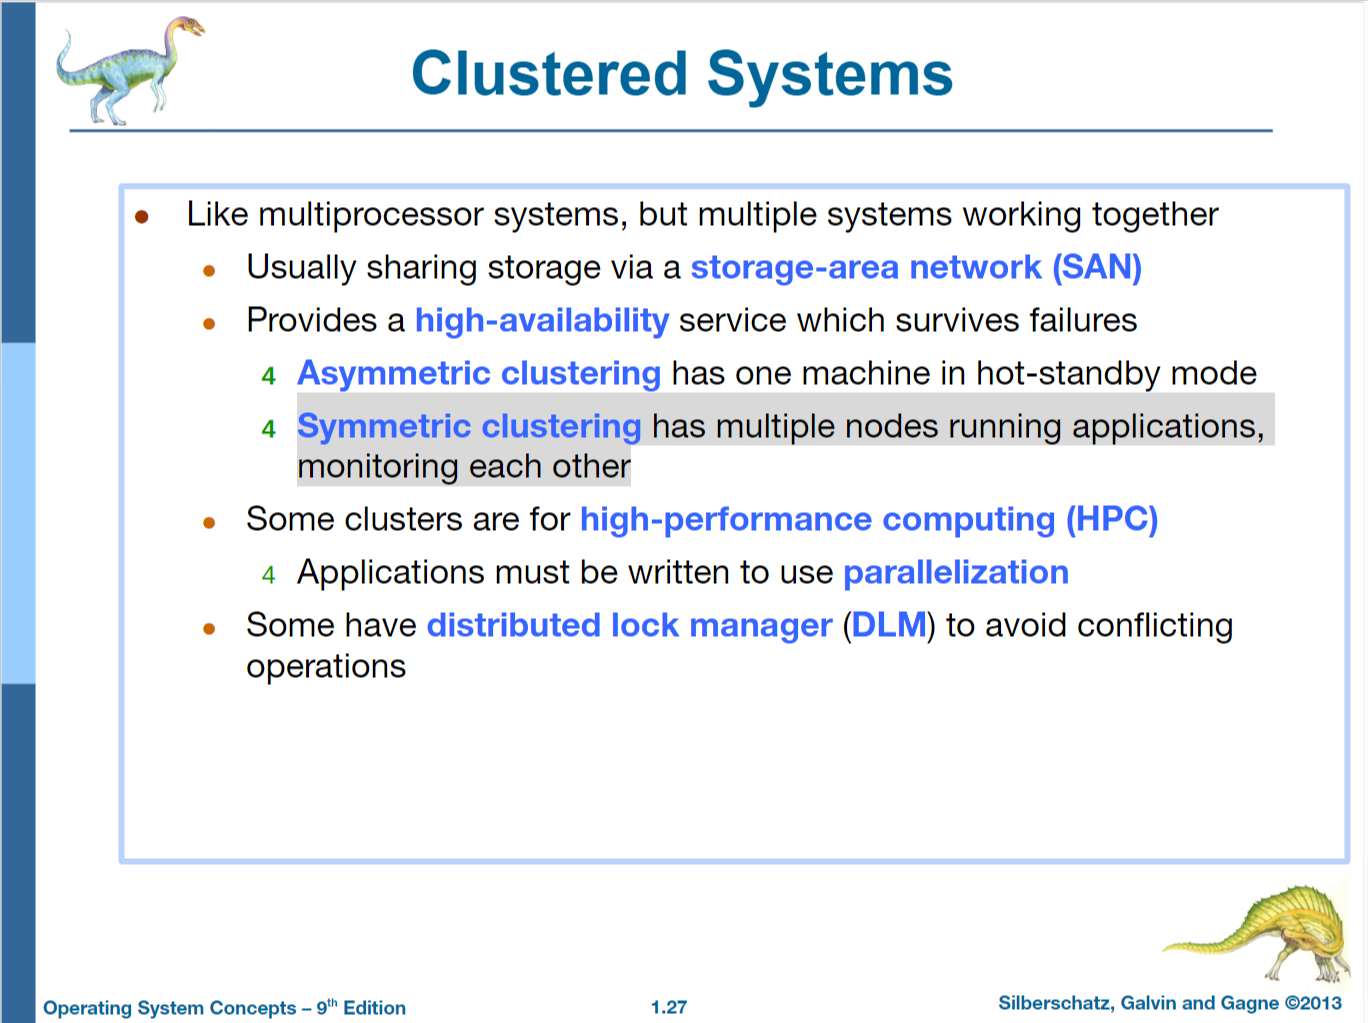 Clustered Systems
Like multiprocessor systems, but multiple systems working together
Usually sharing storage via a storage-area network (SAN)
Provides a high-availability service which survives failures
4 Asymmetric clustering has one machine in hot-standby mode
4 Symmetric clustering has multiple nodes running applications,
monitoring each other
Some clusters are for high-performance computing (HPC)
4 Applications must be written to use parallelization
Some have distributed lock manager (DLM) to avoid conflicting
operations
Operating System Concepts – 9th Edition
1.27
Silberschatz, Galvin and Gagne ©2013